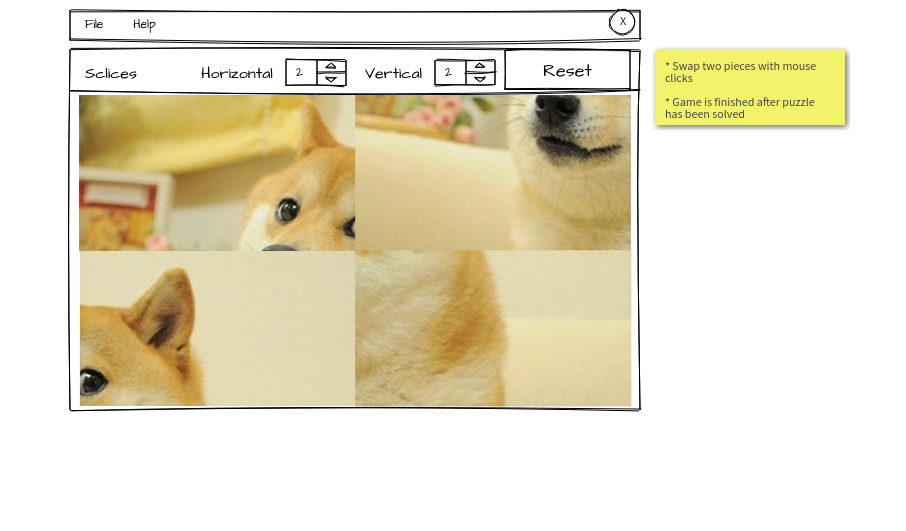 File Help X
Sclices Horizontal 2 Vertical 2 Reset
* Swap two pieces with mouse
clicks
* Game is finished after puzzle
has been solved